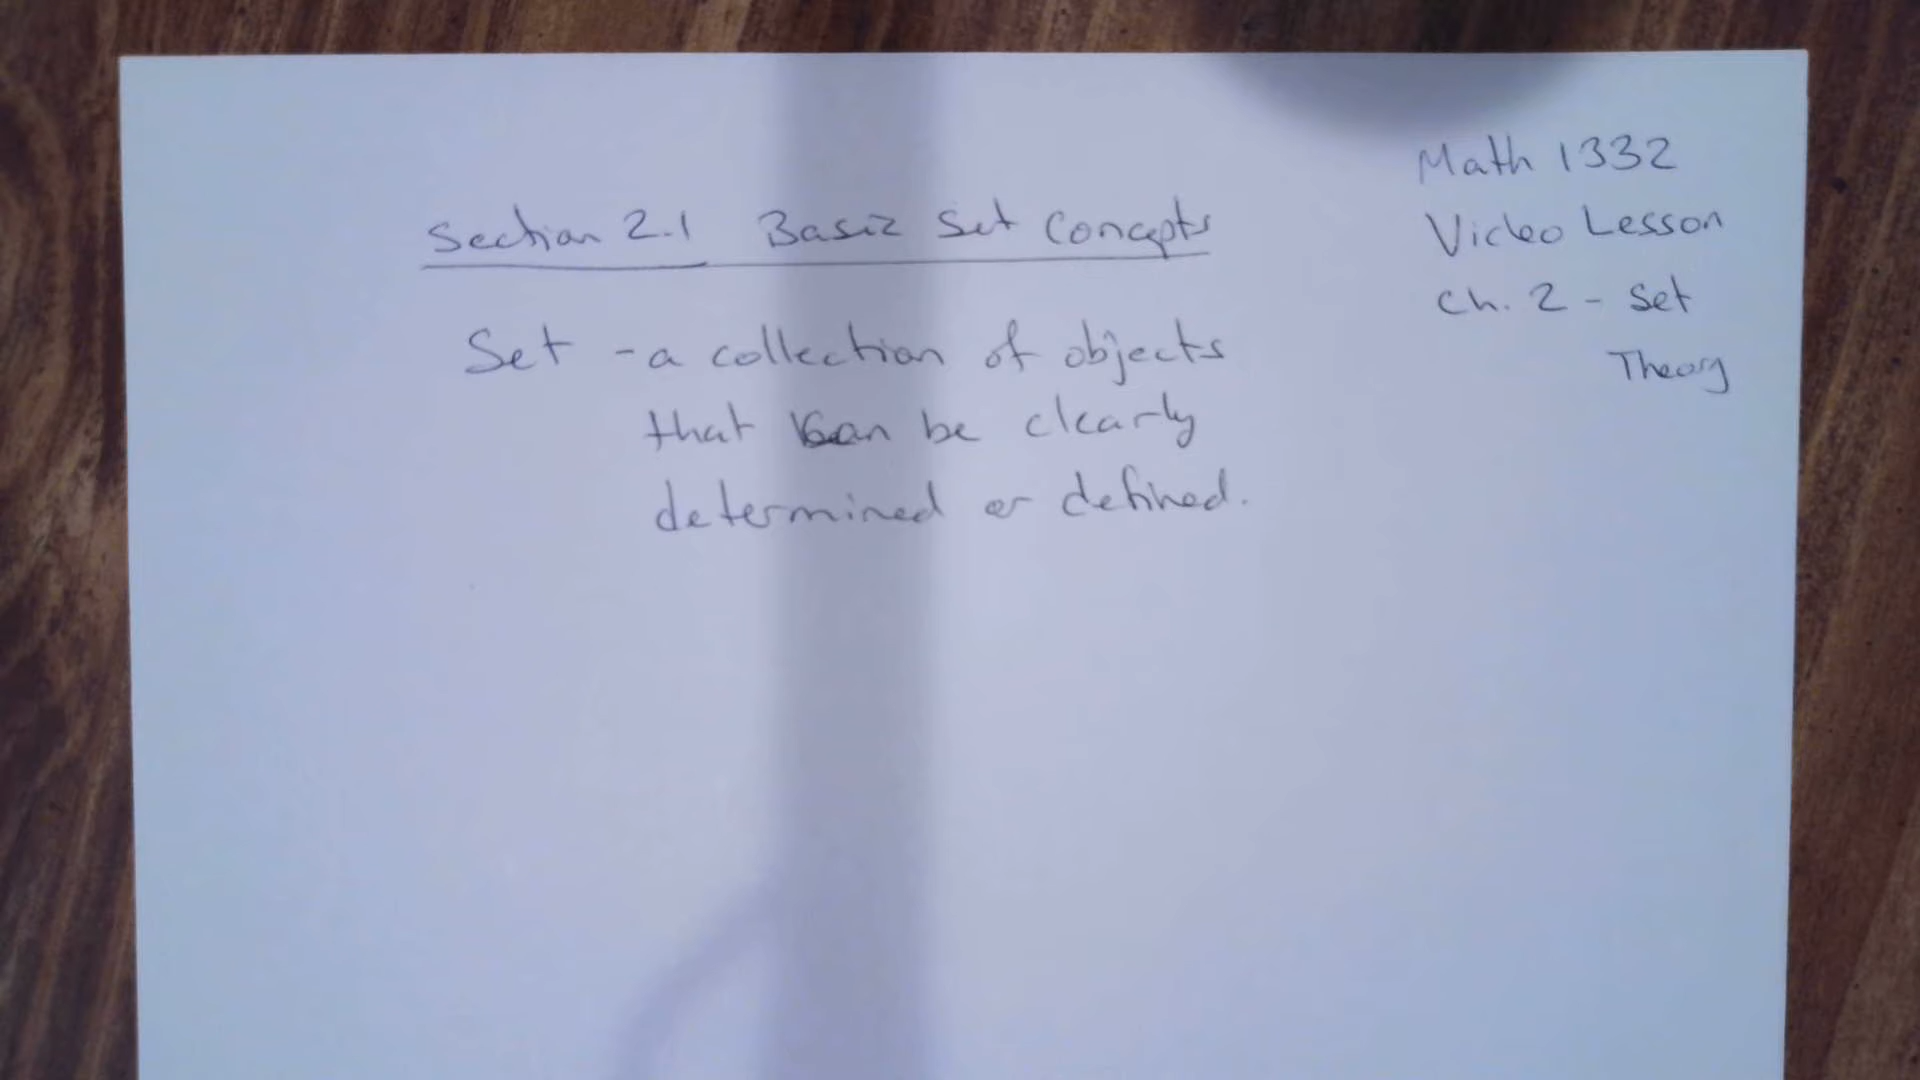 Math 1332
Video Lesson
Ch. 2 - Set
Theory
Section 2.1 Basic Set Concepts
Set - a collection of objects
that can be clearly
determined or defined.